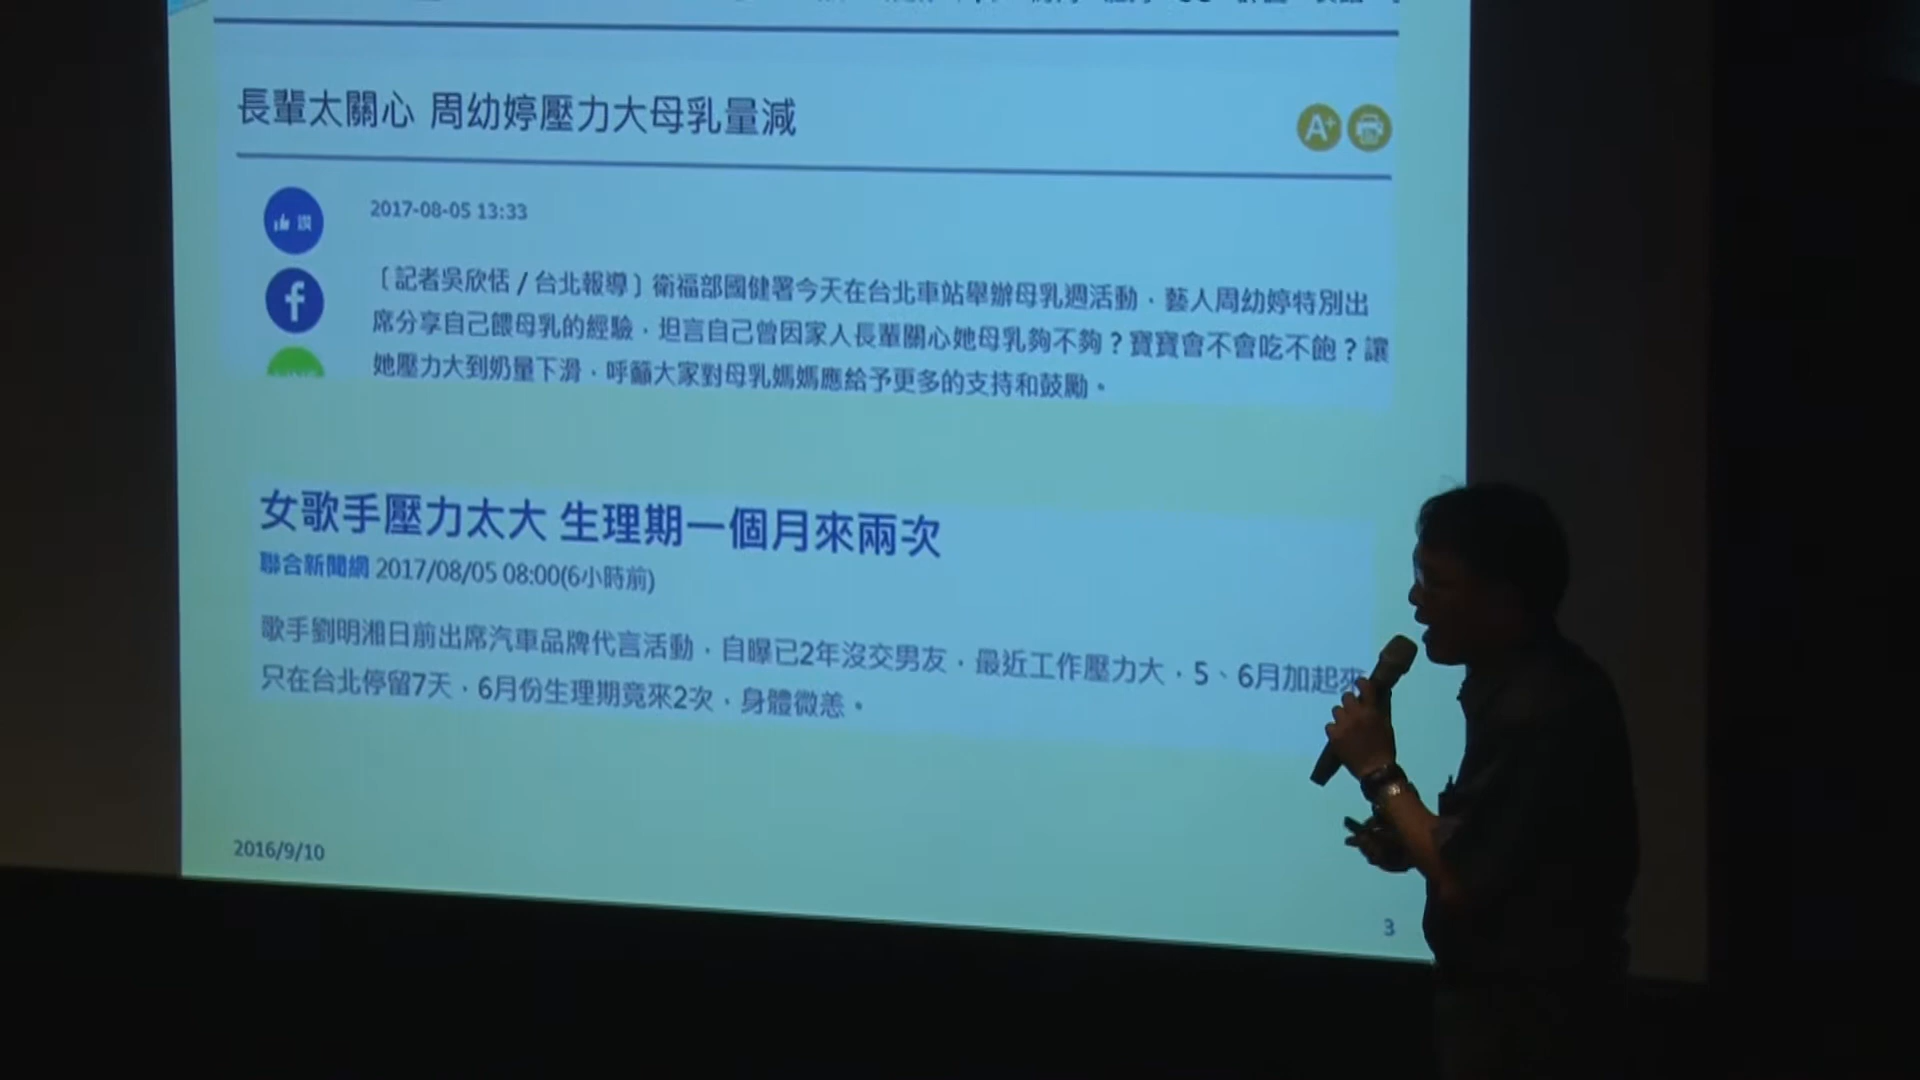 長輩太關心 周幼婷壓力大母乳量減
A+
讚
2017-08-05 13:33
f
〔記者吳欣恬／台北報導〕衛福部國健署今天在台北車站舉辦母乳週活動，藝人周幼婷特別出
席分享自己餵母乳的經驗，坦言自己曾因家人長輩關心她母乳夠不夠？寶寶會不會吃不飽？讓
她壓力大到奶量下滑，呼籲大家對母乳媽媽應給予更多的支持和鼓勵。
女歌手壓力太大 生理期一個月來兩次
聯合新聞網 2017/08/05 08:00(6小時前)
歌手劉明湘日前出席汽車品牌代言活動，自曝已2年沒交男友，最近工作壓力大，5、6月加起來
只在台北停留7天，6月份生理期竟來2次，身體微恙。
2016/9/10
3